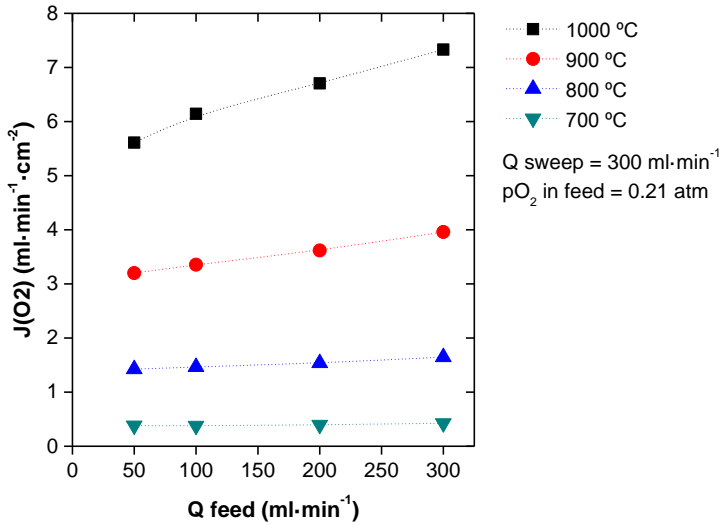 8
7
6
5
4
3
2
1
0
J(O2) (ml·min⁻¹·cm⁻²)
0 50 100 150 200 250 300
Q feed (ml·min⁻¹)
1000 ºC
900 ºC
800 ºC
700 ºC
Q sweep = 300 ml·min⁻¹
pO₂ in feed = 0.21 atm